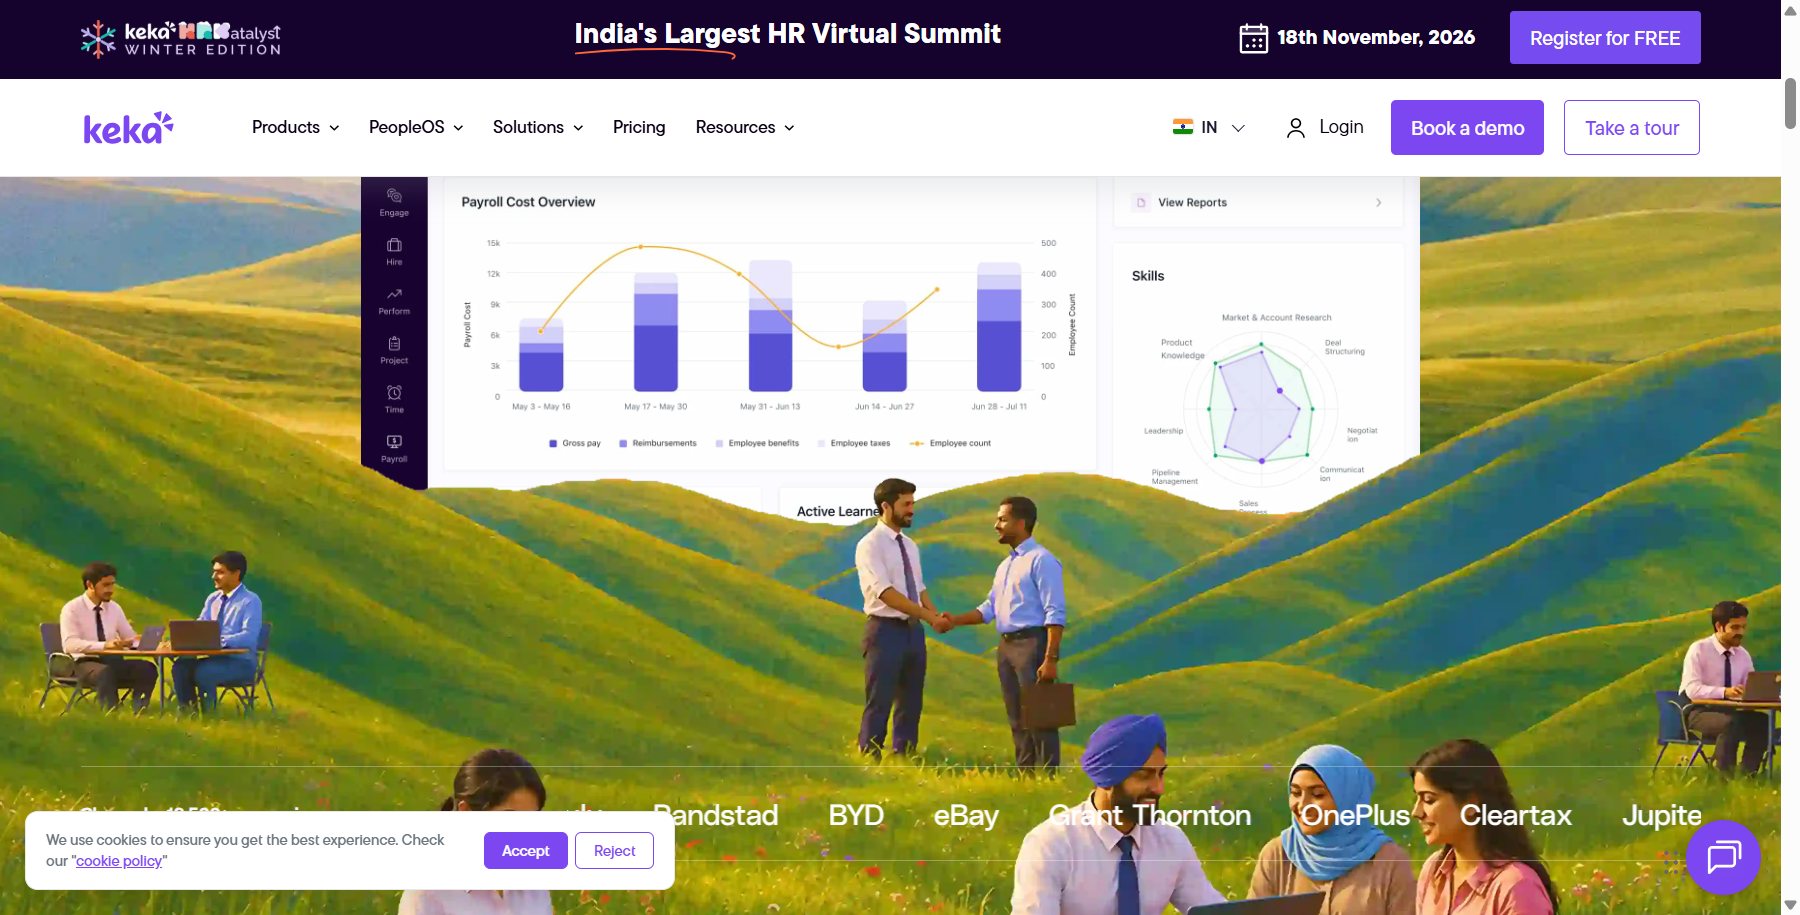 keka HRKatalyst
WINTER EDITION
India's Largest HR Virtual Summit
18th November, 2026
Register for FREE
keka
Products
PeopleOS
Solutions
Pricing
Resources
IN
Login
Book a demo
Take a tour
Engage
Hire
Perform
Project
Time
Payroll
Payroll Cost Overview
15k
12k
9k
6k
3k
0
Payroll Cost
500
400
300
200
100
0
Employee Count
May 3 - May 16
May 17 - May 30
May 31 - Jun 13
Jun 14 - Jun 27
Jun 28 - Jul 11
Gross pay
Reimbursements
Employee benefits
Employee taxes
Employee count
View Reports
Skills
Market & Account Research
Product
Knowledge
Deal
Structuring
Leadership
Negotiat
ion
Pipeline
Management
Communicat
ion
Sales
Process
Active Learne
Randstad
BYD
eBay
Grant Thornton
OnePlus
Cleartax
Jupite
We use cookies to ensure you get the best experience. Check
our "cookie policy"
Accept
Reject